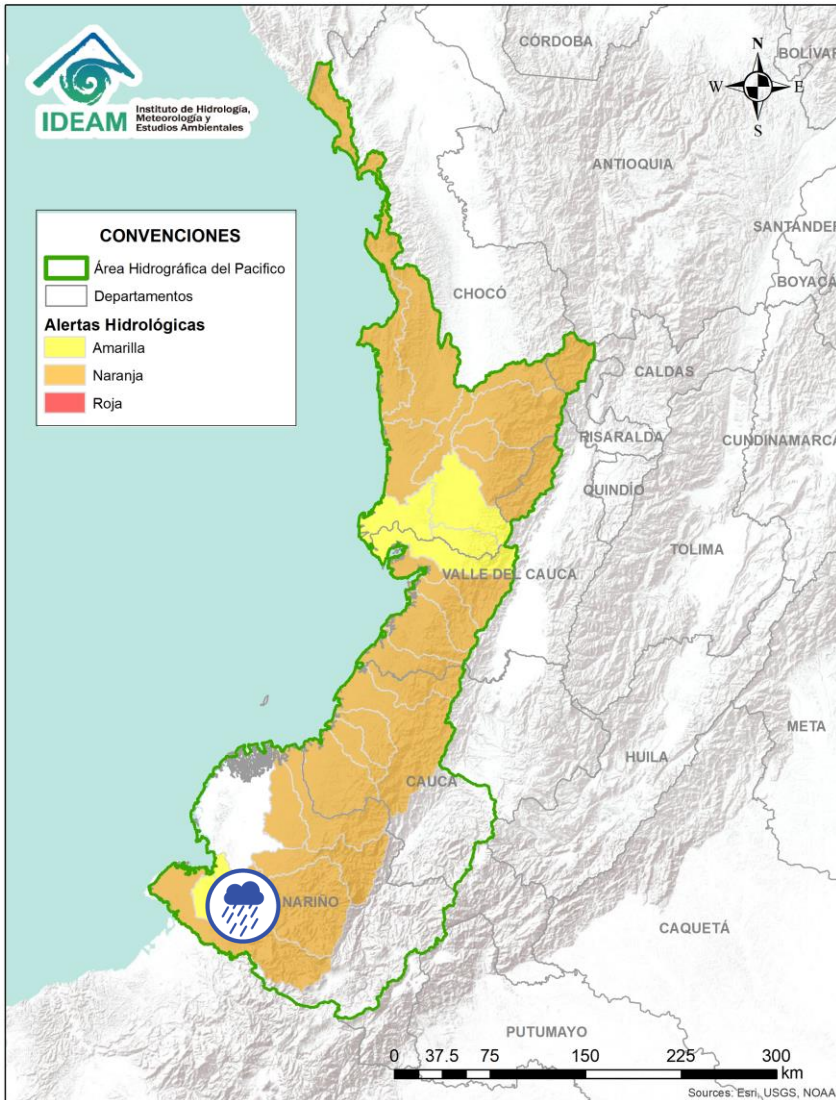 IDEAM
Instituto de Hidrología,
Meteorología y
Estudios Ambientales
N
W
E
S
CÓRDOBA
BOLÍVAR
ANTIOQUIA
SANTANDER
BOYACÁ
CHOCÓ
CALDAS
RISARALDA
CUNDINAMARCA
QUINDÍO
TOLIMA
VALLE DEL CAUCA
META
HUILA
CAUCA
NARIÑO
CAQUETÁ
PUTUMAYO
CONVENCIONES
Área Hidrográfica del Pacifico
Departamentos
Alertas Hidrológicas
Amarilla
Naranja
Roja
0 37.5 75 150 225 300
km
Sources: Esri, USGS, NOAA